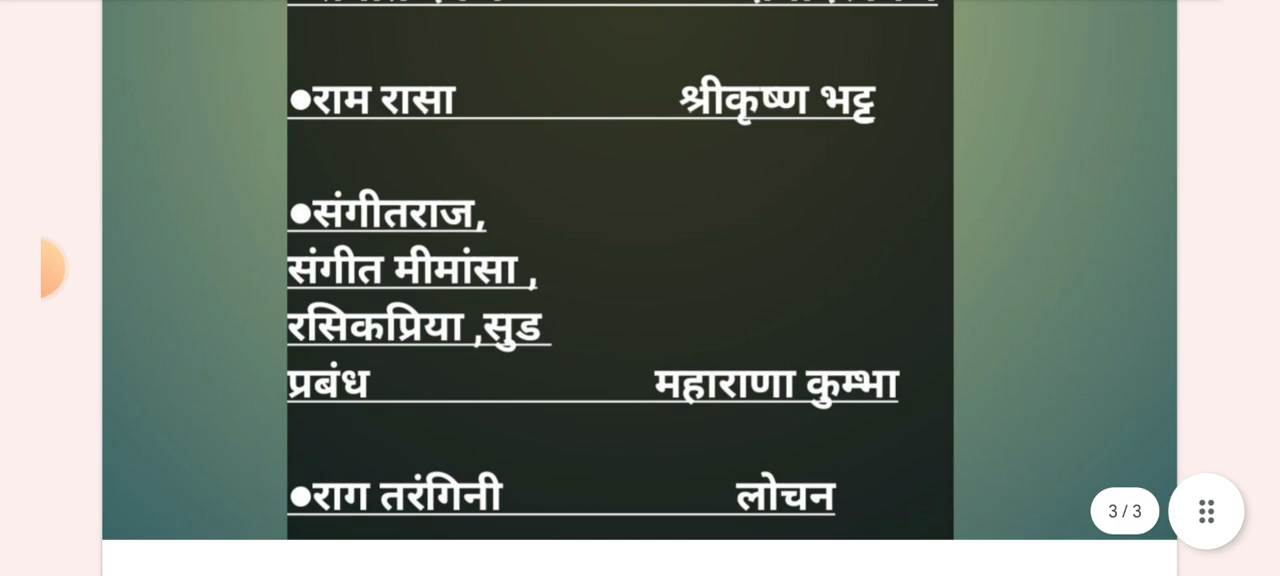 ●राम रासा श्रीकृष्ण भट्ट
●संगीतराज,
संगीत मीमांसा ,
रसिकप्रिया ,सुड
प्रबंध महाराणा कुम्भा
●राग तरंगिनी लोचन
3 / 3